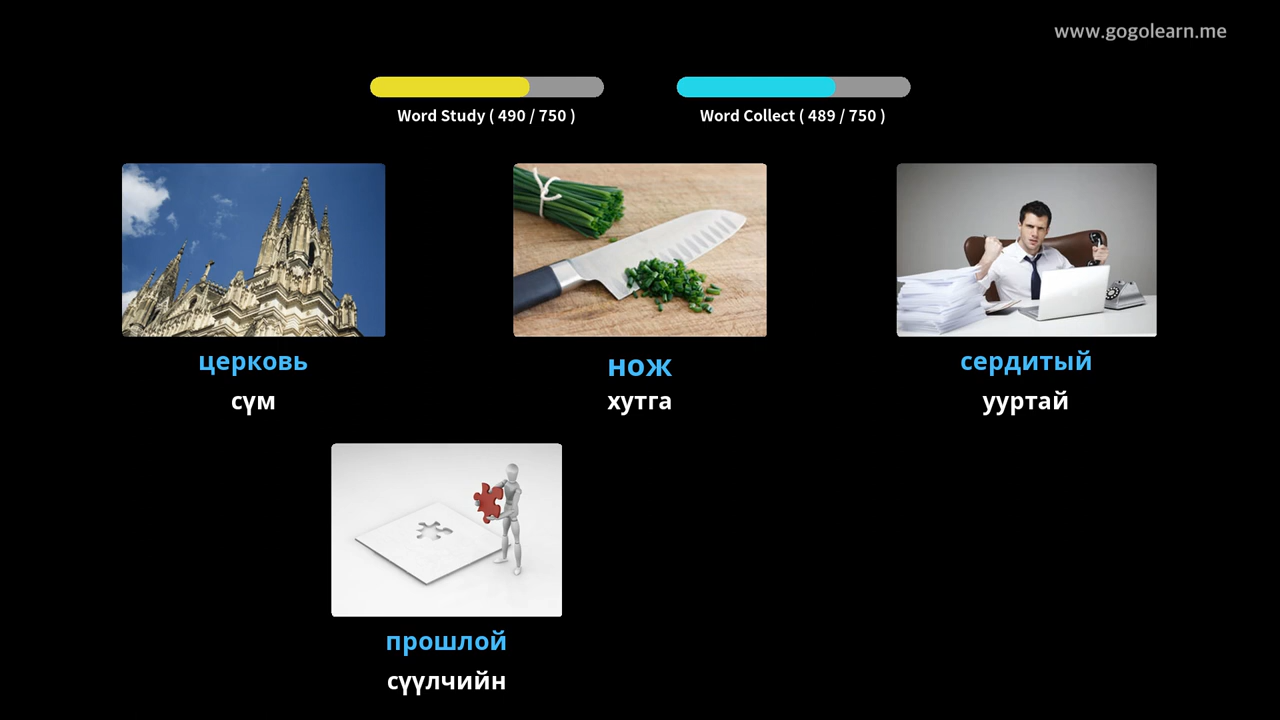 www.gogolearn.me
Word Study ( 490 / 750 )
Word Collect ( 489 / 750 )
церковь
сүм
нож
хутга
сердитый
ууртай
прошлой
сүүлчийн